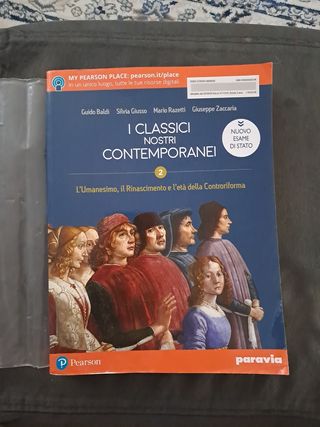 MY PEARSON PLACE: pearson.it/place
In un unico luogo, tutte le tue risorse digitali
Guido Baldi Silvia Giusso Mario Razetti Giuseppe Zaccaria
I CLASSICI
NOSTRI
CONTEMPORANEI
NUOVO
ESAME
DI STATO
2
L'Umanesimo, il Rinascimento e l'età della Controriforma
Pearson
paravia